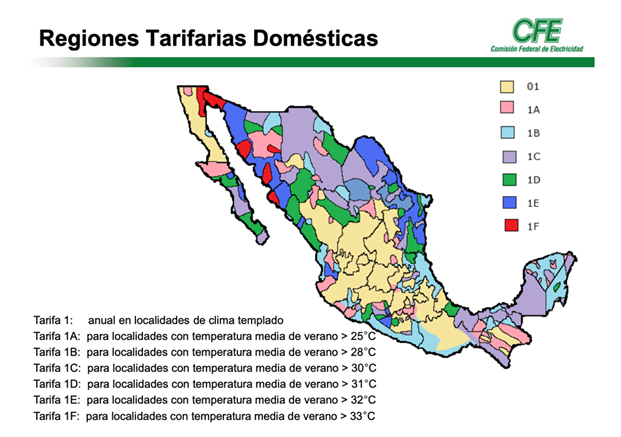 Regiones Tarifarias Domésticas
CFE
Comisión Federal de Electricidad
01
1A
1B
1C
1D
1E
1F
Tarifa 1: anual en localidades de clima templado
Tarifa 1A: para localidades con temperatura media de verano > 25°C
Tarifa 1B: para localidades con temperatura media de verano > 28°C
Tarifa 1C: para localidades con temperatura media de verano > 30°C
Tarifa 1D: para localidades con temperatura media de verano > 31°C
Tarifa 1E: para localidades con temperatura media de verano > 32°C
Tarifa 1F: para localidades con temperatura media de verano > 33°C